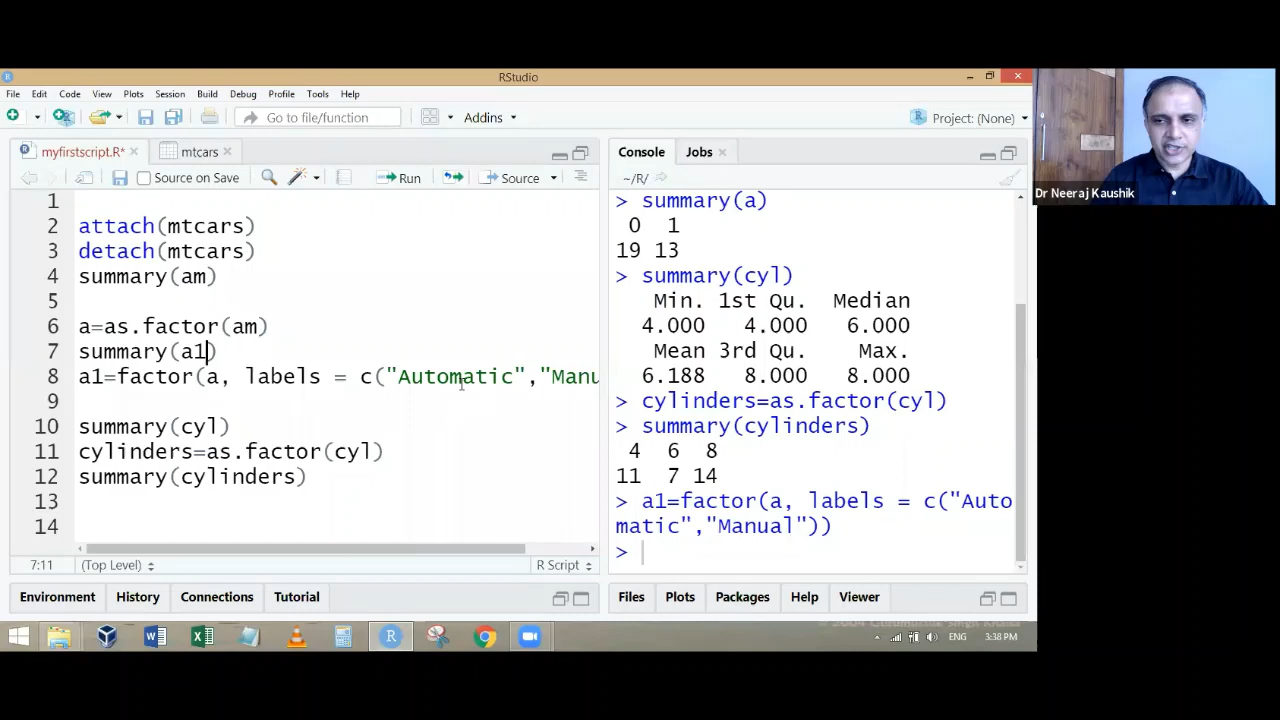 RStudio
File Edit Code View Plots Session Build Debug Profile Tools Help
Go to file/function Addins Project: (None)
myfirstscript.R* mtcars
Source on Save Run Source
1
2 attach(mtcars)
3 detach(mtcars)
4 summary(am)
5
6 a=as.factor(am)
7 summary(a1)
8 a1=factor(a, labels = c("Automatic","Manu
9
10 summary(cyl)
11 cylinders=as.factor(cyl)
12 summary(cylinders)
13
14
7:11 (Top Level) R Script
Environment History Connections Tutorial
Console Jobs
~/R/
> summary(a)
0 1
19 13
> summary(cyl)
Min. 1st Qu. Median
4.000 4.000 6.000
Mean 3rd Qu. Max.
6.188 8.000 8.000
> cylinders=as.factor(cyl)
> summary(cylinders)
4 6 8
11 7 14
> a1=factor(a, labels = c("Auto
matic","Manual"))
>
Files Plots Packages Help Viewer
Dr Neeraj Kaushik
ENG 3:38 PM